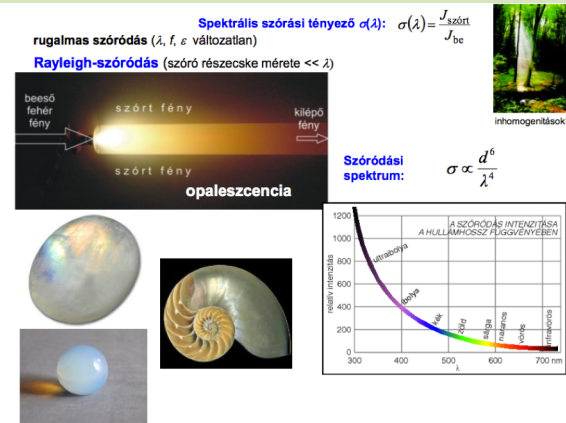 Spektrális szórási tényező σ(λ): σ(λ) = J szórt / J be
rugalmas szóródás (λ, f, ε változatlan)
Rayleigh-szóródás (szóró részecske mérete << λ)
inhomogenitások!
beeső
fehér
fény
szórt fény
kilépő
fény
szórt fény
opaleszcencia
Szóródási
spektrum:
σ ∝ d⁶ / λ⁴
A SZÓRÓDÁS INTENZITÁSA
A HULLÁMHOSSZ FÜGGVÉNYÉBEN
relatív intenzitás
1200
1000
800
600
400
200
0
ultraibolya
ibolya
kék
zöld
sárga
narancs
vörös
infravörös
300 400 500 600 700 nm
λ